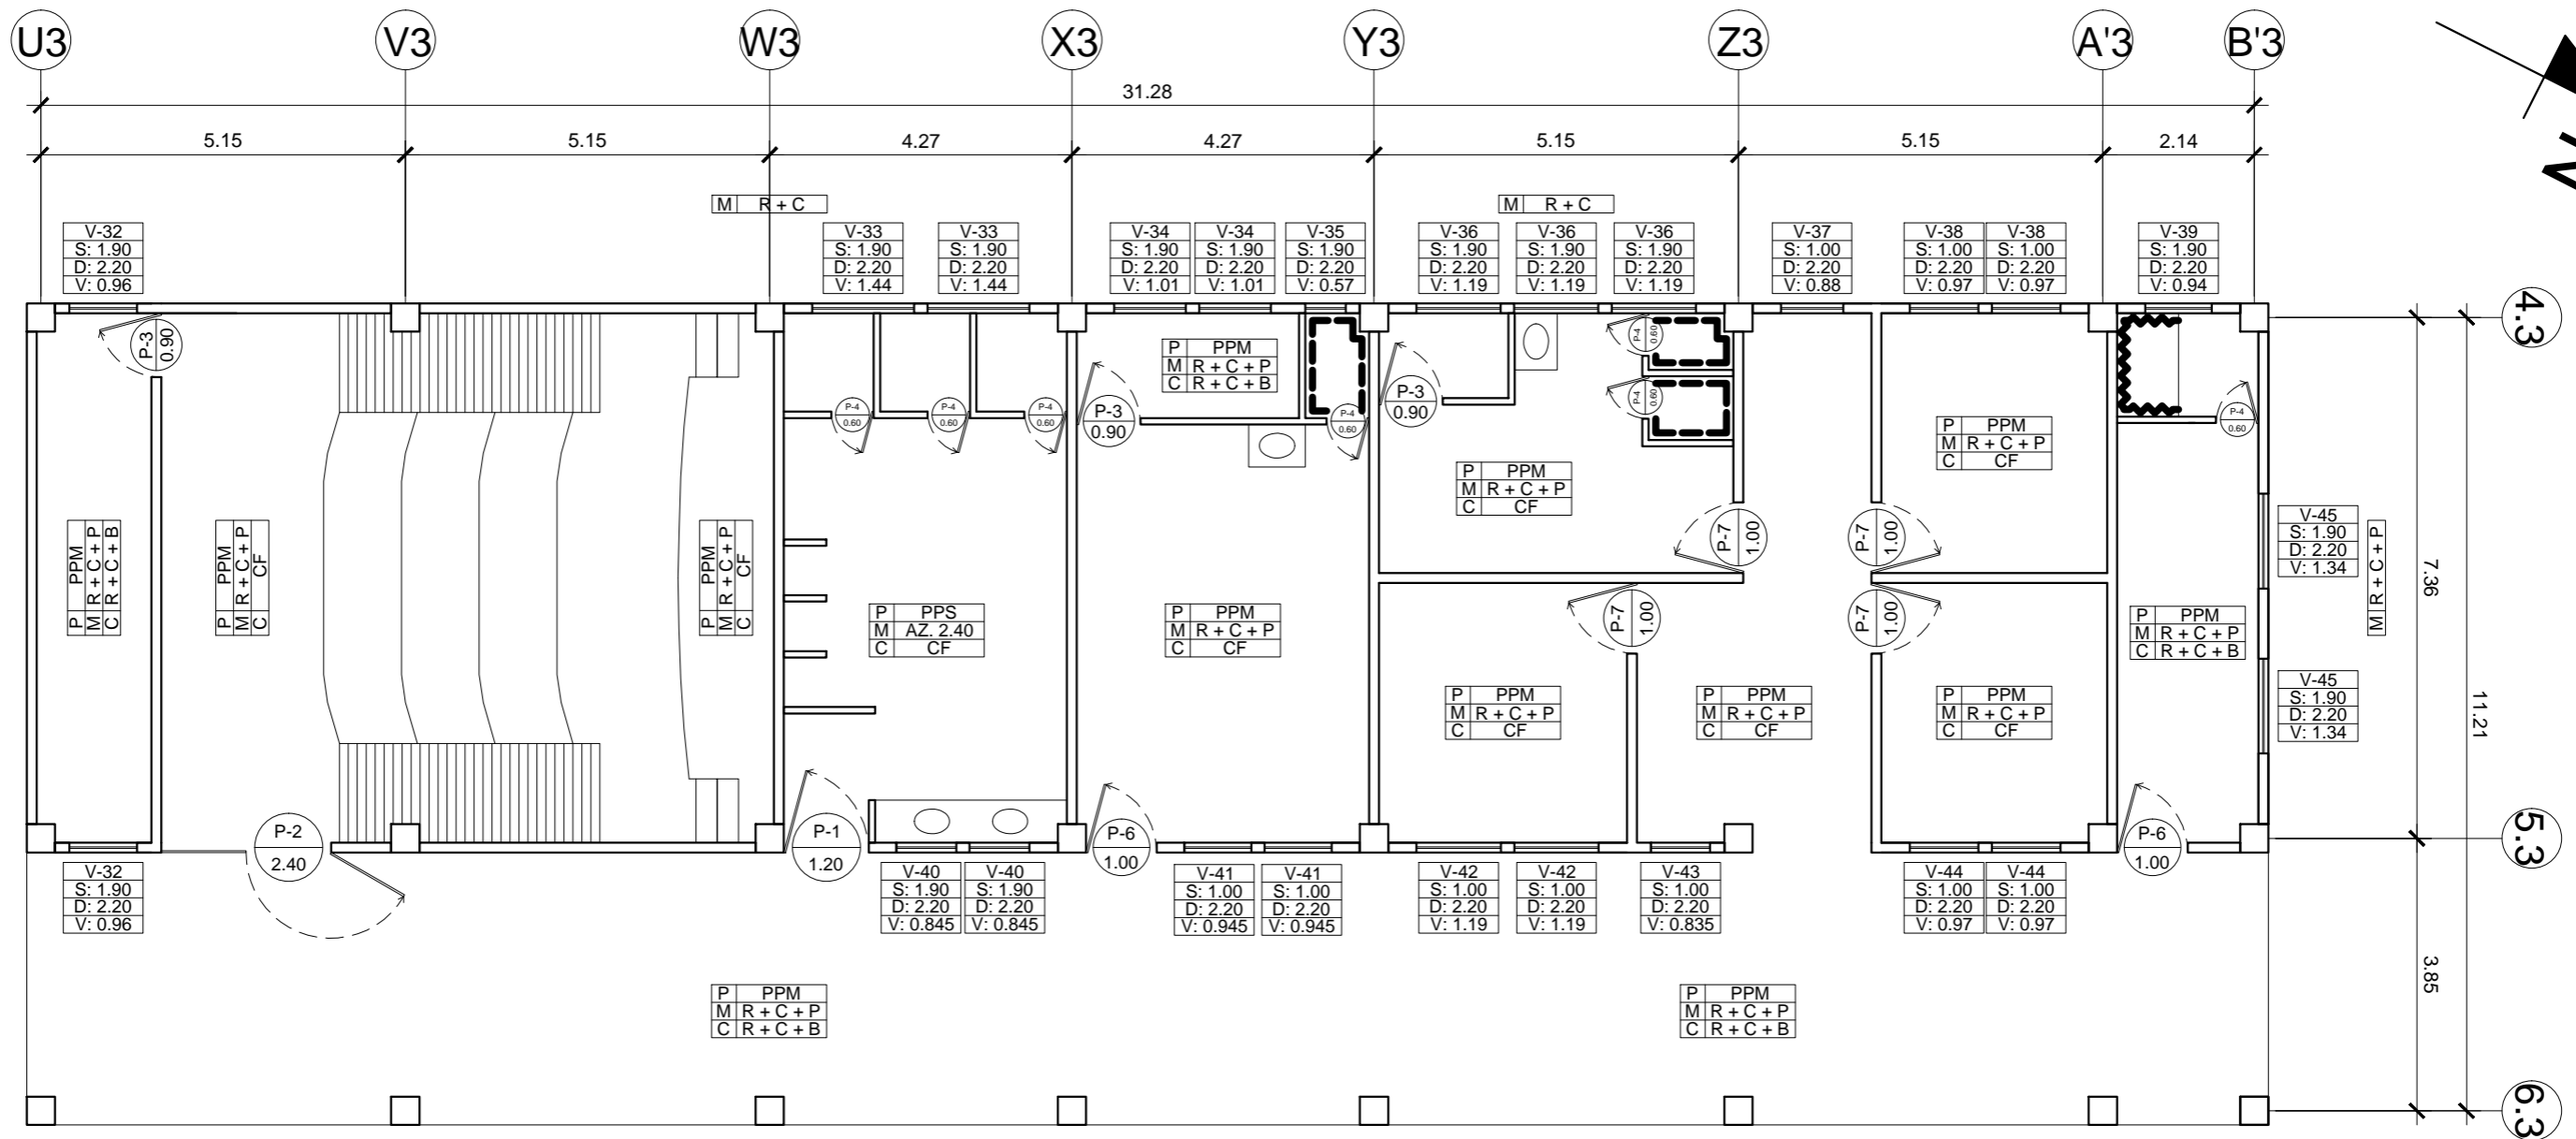 U3 V3 W3 X3 Y3 Z3 A'3 B'3
31.28
5.15 5.15 4.27 4.27 5.15 5.15 2.14
N
M R + C
M R + C
V-32
S: 1.90
D: 2.20
V: 0.96
V-33
S: 1.90
D: 2.20
V: 1.44
V-33
S: 1.90
D: 2.20
V: 1.44
V-34
S: 1.90
D: 2.20
V: 1.01
V-34
S: 1.90
D: 2.20
V: 1.01
V-35
S: 1.90
D: 2.20
V: 0.57
V-36
S: 1.90
D: 2.20
V: 1.19
V-36
S: 1.90
D: 2.20
V: 1.19
V-36
S: 1.90
D: 2.20
V: 1.19
V-37
S: 1.00
D: 2.20
V: 0.88
V-38
S: 1.00
D: 2.20
V: 0.97
V-38
S: 1.00
D: 2.20
V: 0.97
V-39
S: 1.90
D: 2.20
V: 0.94
4.3
P-3
0.90
P-4
0.60
P-4
0.60
P-4
0.60
P-3
0.90
P PPM
M R + C + P
C R + C + B
P-4
0.60
P-3
0.90
P-4
0.60
P-4
0.60
P-4
0.60
P PPM
M R + C + P
C CF
P PPM
M R + C + P
C CF
P-7
1.00
P-7
1.00
P PPM
M R + C + P
C R + C + B
P PPM
M R + C + P
C CF
P PPM
M R + C + P
C CF
P PPS
M AZ. 2.40
C CF
P PPM
M R + C + P
C CF
P-7
1.00
P-7
1.00
P PPM
M R + C + P
C R + C + B
V-45
S: 1.90
D: 2.20
V: 1.34
M R + C + P
7.36
V-45
S: 1.90
D: 2.20
V: 1.34
11.21
P PPM
M R + C + P
C CF
P PPM
M R + C + P
C CF
P PPM
M R + C + P
C CF
P-2
2.40
P-1
1.20
P-6
1.00
P-6
1.00
5.3
V-32
S: 1.90
D: 2.20
V: 0.96
V-40
S: 1.90
D: 2.20
V: 0.845
V-40
S: 1.90
D: 2.20
V: 0.845
V-41
S: 1.00
D: 2.20
V: 0.945
V-41
S: 1.00
D: 2.20
V: 0.945
V-42
S: 1.00
D: 2.20
V: 1.19
V-42
S: 1.00
D: 2.20
V: 1.19
V-43
S: 1.00
D: 2.20
V: 0.835
V-44
S: 1.00
D: 2.20
V: 0.97
V-44
S: 1.00
D: 2.20
V: 0.97
3.85
P PPM
M R + C + P
C R + C + B
P PPM
M R + C + P
C R + C + B
6.3